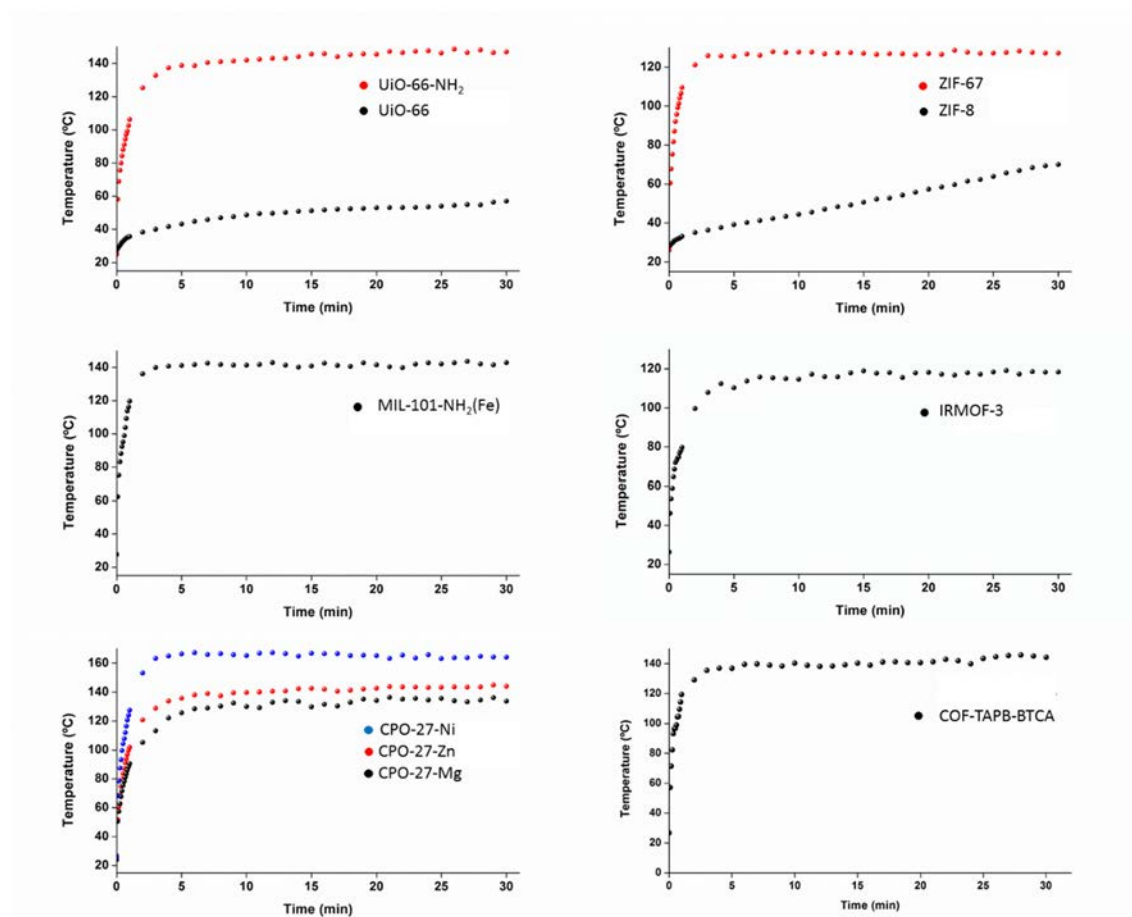 140
120
100
80
60
40
20
Temperature (ºC)
UiO-66-NH₂
UiO-66
0 5 10 15 20 25 30
Time (min)
120
100
80
60
40
20
Temperature (ºC)
ZIF-67
ZIF-8
0 5 10 15 20 25 30
Time (min)
140
120
100
80
60
40
20
Temperature (ºC)
MIL-101-NH₂(Fe)
0 5 10 15 20 25 30
Time (min)
140
120
100
80
60
40
20
Temperature (ºC)
IRMOF-3
0 5 10 15 20 25 30
Time (min)
160
140
120
100
80
60
40
20
Temperature (ºC)
CPO-27-Ni
CPO-27-Zn
CPO-27-Mg
0 5 10 15 20 25 30
Time (min)
140
120
100
80
60
40
20
0
Temperature (ºC)
COF-TAPB-BTCA
0 5 10 15 20 25 30
Time (min)